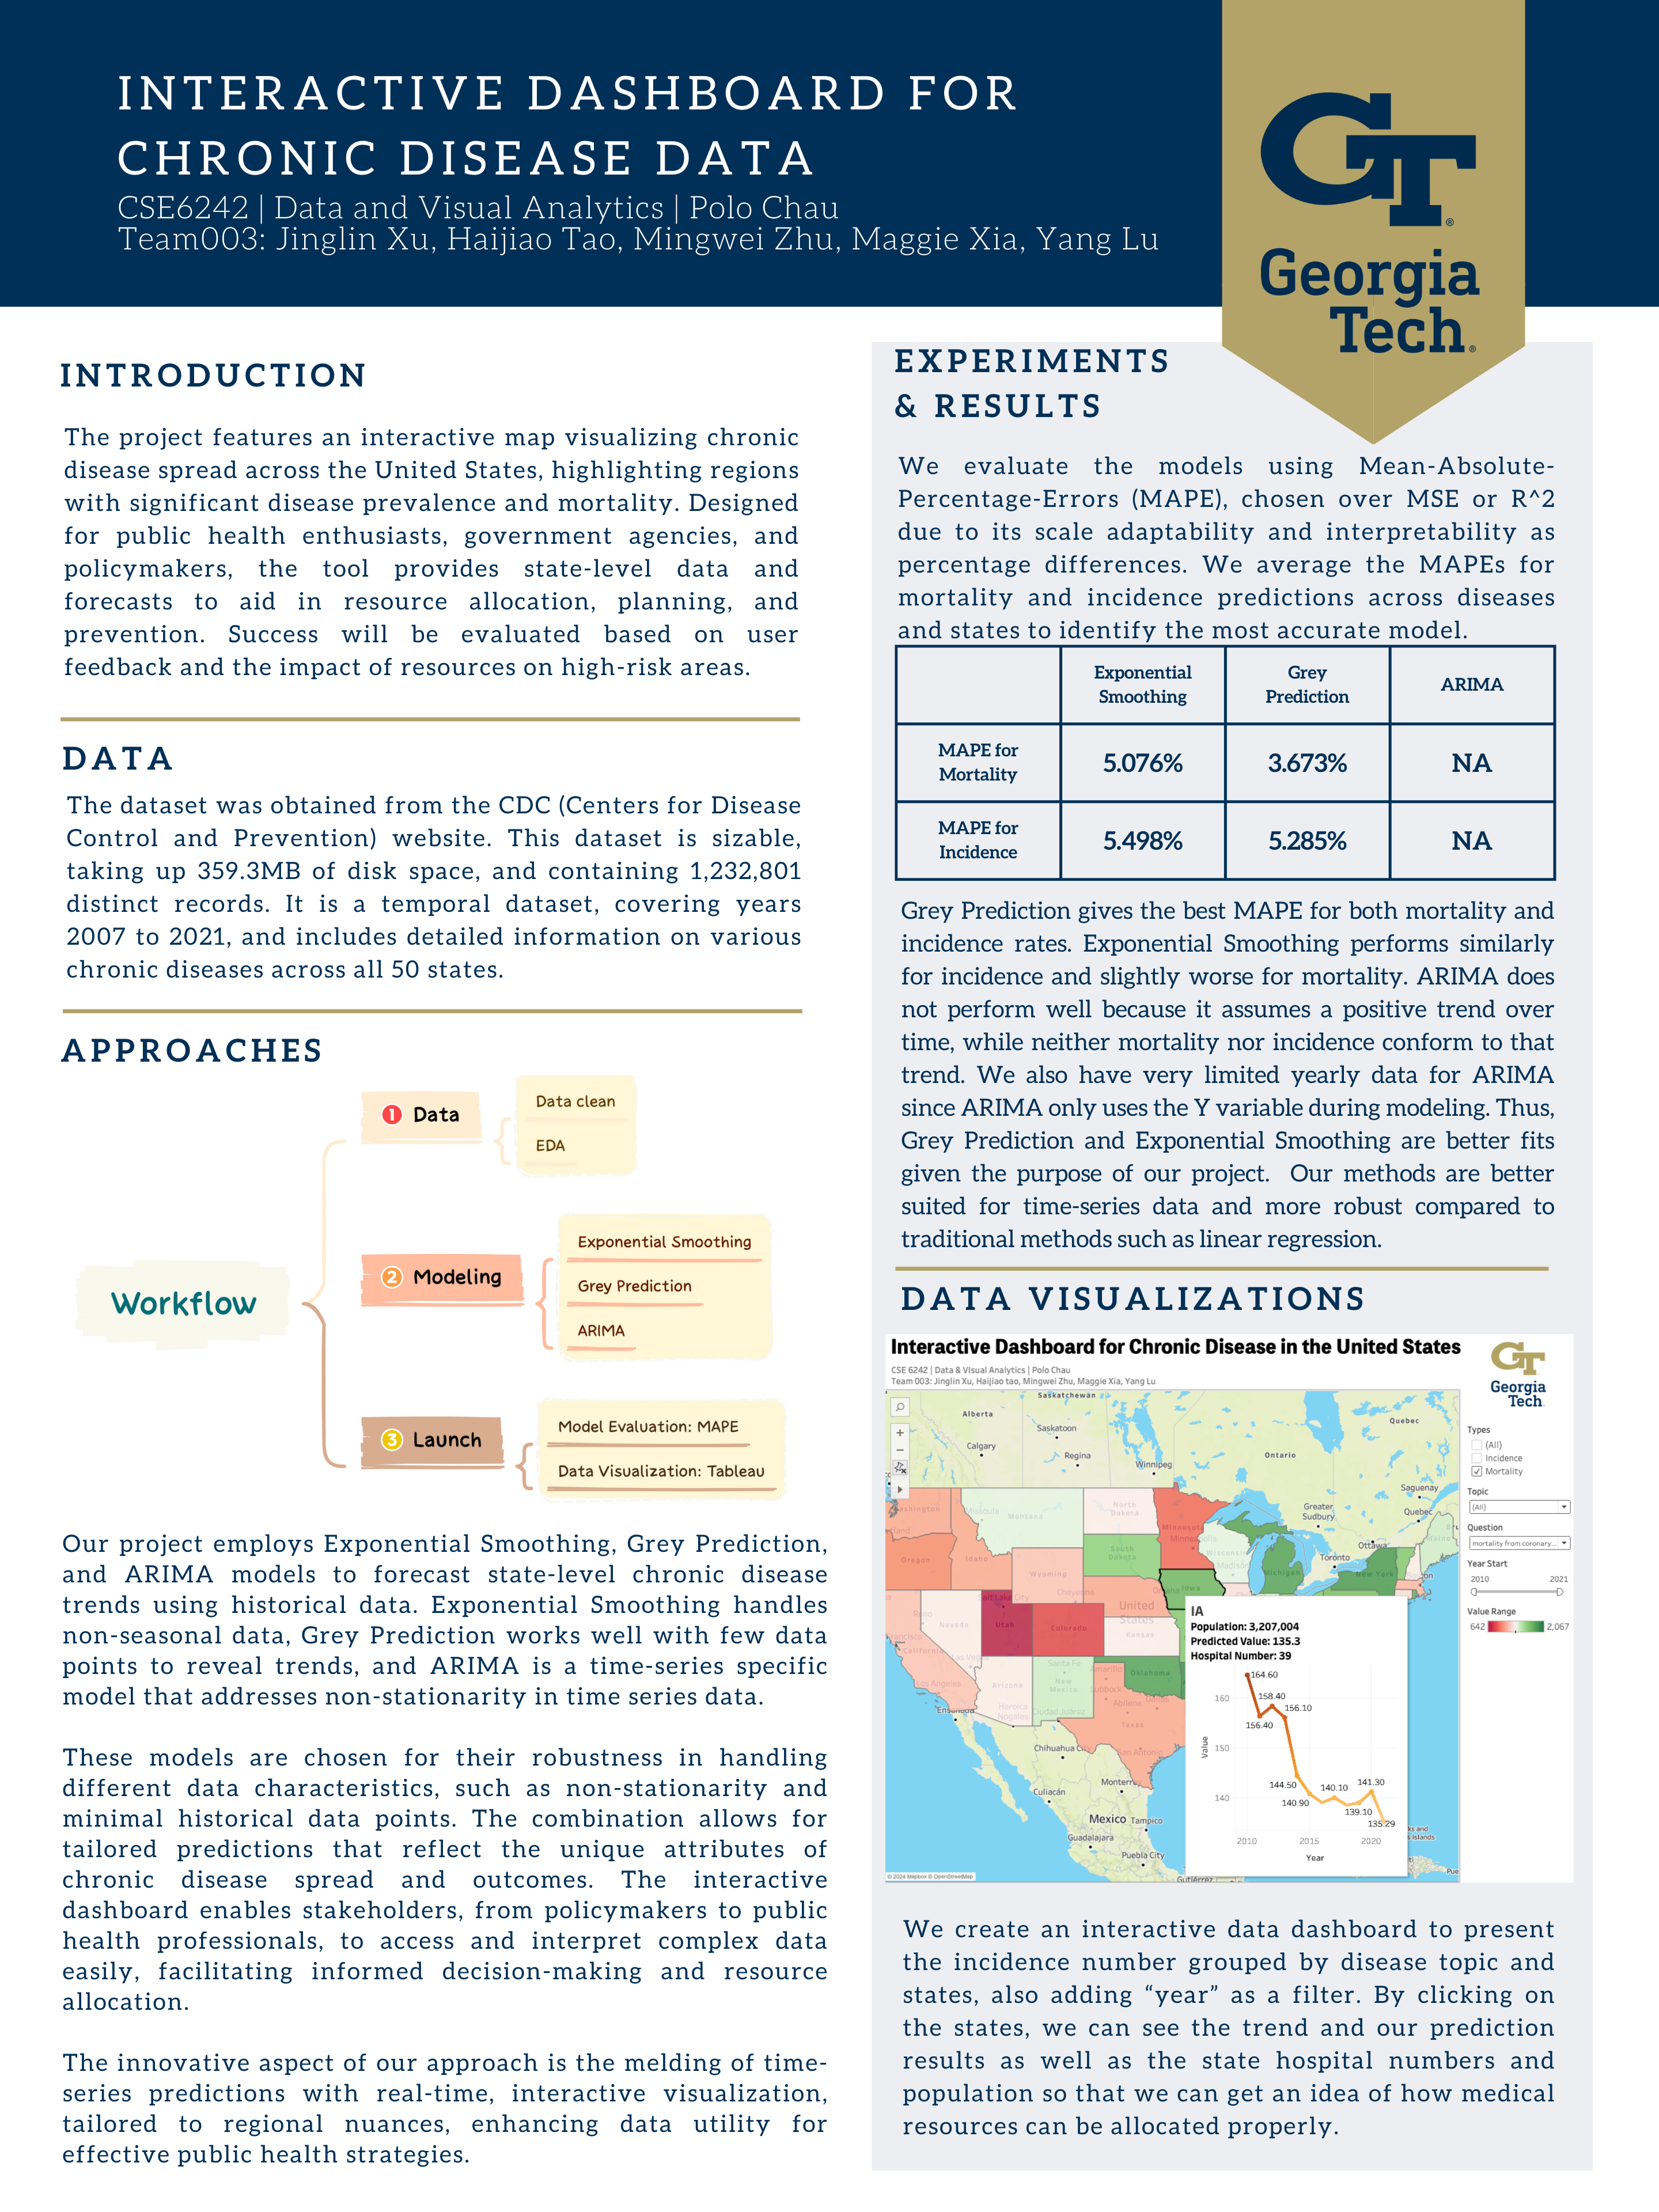 INTERACTIVE DASHBOARD FOR
CHRONIC DISEASE DATA
CSE6242 | Data and Visual Analytics | Polo Chau
Team003: Jinglin Xu, Haijiao Tao, Mingwei Zhu, Maggie Xia, Yang Lu
GT
Georgia
Tech
INTRODUCTION
The project features an interactive map visualizing chronic
disease spread across the United States, highlighting regions
with significant disease prevalence and mortality. Designed
for public health enthusiasts, government agencies, and
policymakers, the tool provides state-level data and
forecasts to aid in resource allocation, planning, and
prevention. Success will be evaluated based on user
feedback and the impact of resources on high-risk areas.
DATA
The dataset was obtained from the CDC (Centers for Disease
Control and Prevention) website. This dataset is sizable,
taking up 359.3MB of disk space, and containing 1,232,801
distinct records. It is a temporal dataset, covering years
2007 to 2021, and includes detailed information on various
chronic diseases across all 50 states.
APPROACHES
Workflow
1 Data
Data clean
EDA
2 Modeling
Exponential Smoothing
Grey Prediction
ARIMA
3 Launch
Model Evaluation: MAPE
Data Visualization: Tableau
Our project employs Exponential Smoothing, Grey Prediction,
and ARIMA models to forecast state-level chronic disease
trends using historical data. Exponential Smoothing handles
non-seasonal data, Grey Prediction works well with few data
points to reveal trends, and ARIMA is a time-series specific
model that addresses non-stationarity in time series data.
These models are chosen for their robustness in handling
different data characteristics, such as non-stationarity and
minimal historical data points. The combination allows for
tailored predictions that reflect the unique attributes of
chronic disease spread and outcomes. The interactive
dashboard enables stakeholders, from policymakers to public
health professionals, to access and interpret complex data
easily, facilitating informed decision-making and resource
allocation.
The innovative aspect of our approach is the melding of time-
series predictions with real-time, interactive visualization,
tailored to regional nuances, enhancing data utility for
effective public health strategies.
EXPERIMENTS
& RESULTS
We evaluate the models using Mean-Absolute-
Percentage-Errors (MAPE), chosen over MSE or R^2
due to its scale adaptability and interpretability as
percentage differences. We average the MAPEs for
mortality and incidence predictions across diseases
and states to identify the most accurate model.
Exponential Smoothing Grey Prediction ARIMA
MAPE for Mortality 5.076% 3.673% NA
MAPE for Incidence 5.498% 5.285% NA
Grey Prediction gives the best MAPE for both mortality and
incidence rates. Exponential Smoothing performs similarly
for incidence and slightly worse for mortality. ARIMA does
not perform well because it assumes a positive trend over
time, while neither mortality nor incidence conform to that
trend. We also have very limited yearly data for ARIMA
since ARIMA only uses the Y variable during modeling. Thus,
Grey Prediction and Exponential Smoothing are better fits
given the purpose of our project. Our methods are better
suited for time-series data and more robust compared to
traditional methods such as linear regression.
DATA VISUALIZATIONS
Interactive Dashboard for Chronic Disease in the United States
CSE 6242 | Data & Visual Analytics | Polo Chau
Team 003: Jinglin Xu, Haijiao tao, Mingwei Zhu, Maggie Xia, Yang Lu
GT
Georgia
Tech
Saskatchewan
Alberta
Quebec
Saskatoon
Calgary
Regina
Ontario
Winnipeg
Saguenay
Greater
Sudbury
Quebec
Ottawa
Toronto
Missoula
Montana
North
Dakota
Minnesota
Oregon
Idaho
South
Dakota
Wisconsin
Madison
Michigan
New York
Maine
Wyoming
Cheyenne
Iowa
Salt Lake City
United
States
Nevada
Utah
Colorado
Kansas
California
Las Vegas
Santa Fe
Amarillo
Oklahoma
Los Angeles
Arizona
New
Mexico
Lubbock
Abilene
Heroica
Nogales
Ciudad Juárez
Texas
San Antonio
Chihuahua
Culiacán
Monterr
Mexico
Tampico
Guadalajara
Puebla City
© 2024 Mapbox © OpenStreetMap
IA
Population: 3,207,004
Predicted Value: 135.3
Hospital Number: 39
164.60
158.40
156.40
156.10
144.50
140.90
140.10
139.10
141.30
135.29
160
150
140
Value
2010 2015 2020
Year
Types
(All)
Incidence
Mortality
Topic
(All)
Question
mortality from coronary...
Year Start
2010 2021
Value Range
642 2,067
We create an interactive data dashboard to present
the incidence number grouped by disease topic and
states, also adding “year” as a filter. By clicking on
the states, we can see the trend and our prediction
results as well as the state hospital numbers and
population so that we can get an idea of how medical
resources can be allocated properly.